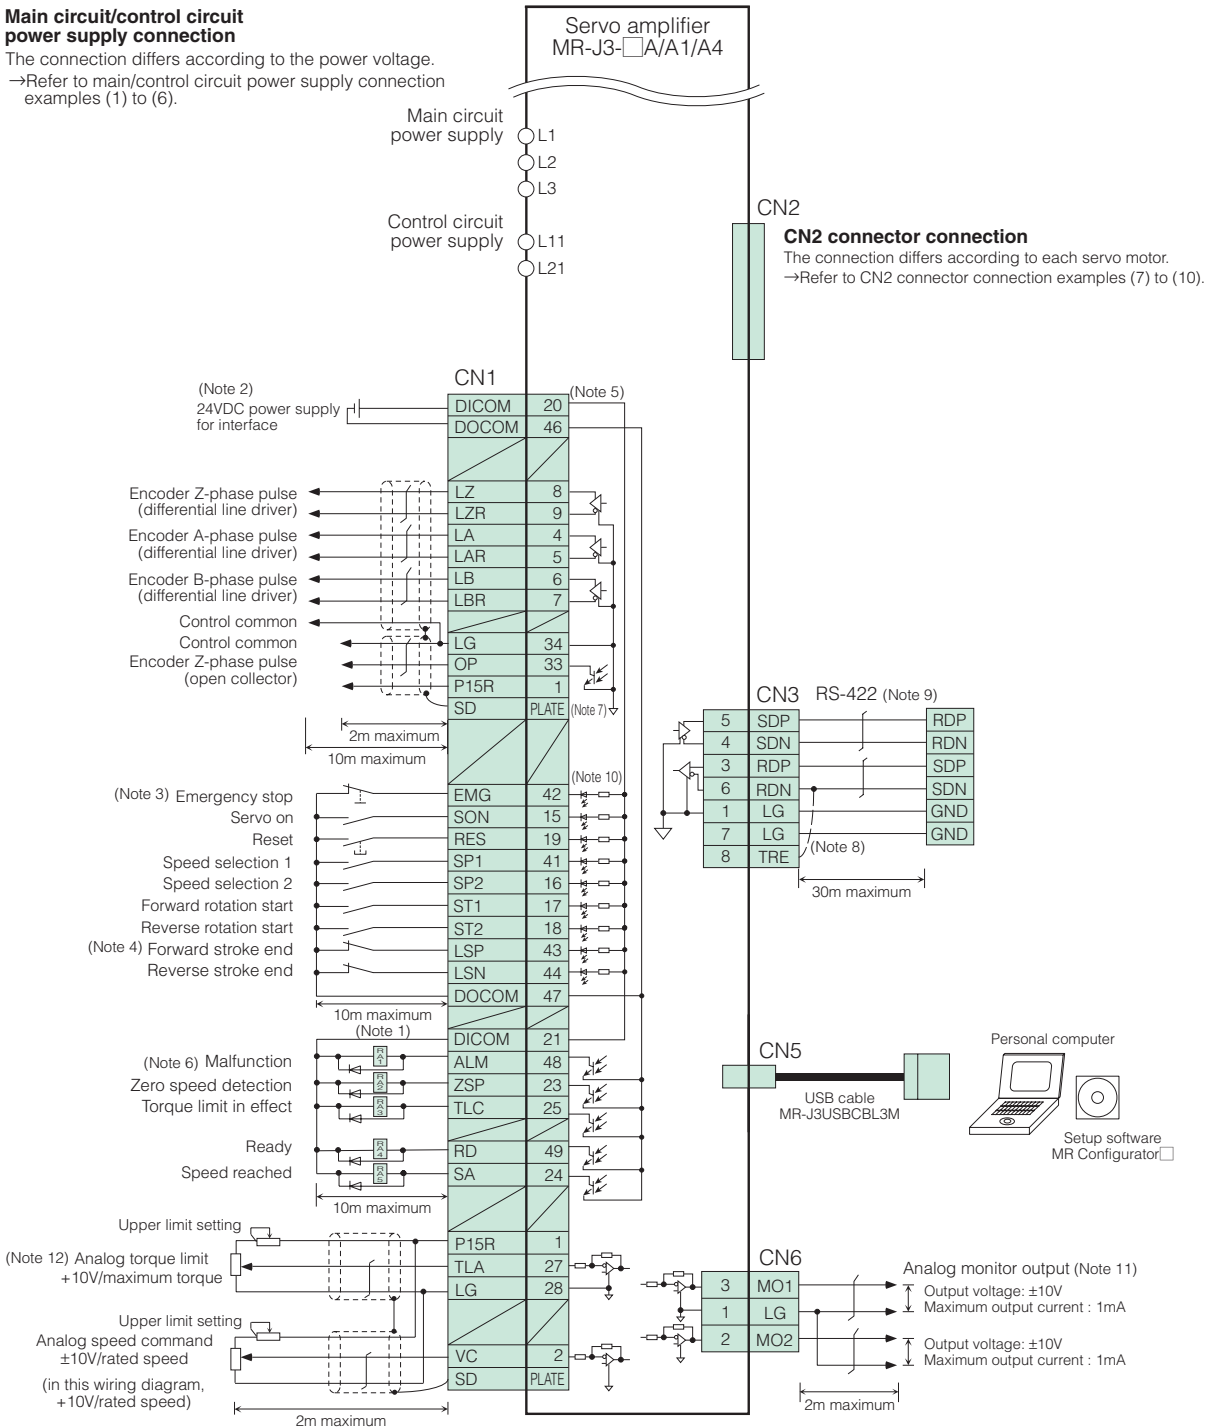 Main circuit/control circuit
power supply connection
The connection differs according to the power voltage.
→Refer to main/control circuit power supply connection
examples (1) to (6).
Servo amplifier
MR-J3-□A/A1/A4
Main circuit
power supply
L1
L2
L3
Control circuit
power supply
L11
L21
CN2
CN2 connector connection
The connection differs according to each servo motor.
→Refer to CN2 connector connection examples (7) to (10).
CN1
(Note 2)
24VDC power supply
for interface
(Note 5)
DICOM 20
DOCOM 46
Encoder Z-phase pulse
(differential line driver)
LZ 8
LZR 9
Encoder A-phase pulse
(differential line driver)
LA 4
LAR 5
Encoder B-phase pulse
(differential line driver)
LB 6
LBR 7
Control common
Control common
LG 34
Encoder Z-phase pulse
(open collector)
OP 33
P15R 1
SD PLATE (Note 7)
2m maximum
10m maximum
(Note 10)
(Note 3) Emergency stop EMG 42
Servo on SON 15
Reset RES 19
Speed selection 1 SP1 41
Speed selection 2 SP2 16
Forward rotation start ST1 17
Reverse rotation start ST2 18
(Note 4) Forward stroke end LSP 43
Reverse stroke end LSN 44
DOCOM 47
10m maximum
(Note 1)
DICOM 21
(Note 6) Malfunction RA1 ALM 48
Zero speed detection RA2 ZSP 23
Torque limit in effect RA3 TLC 25
Ready RA4 RD 49
Speed reached RA5 SA 24
10m maximum
Upper limit setting
P15R 1
(Note 12) Analog torque limit
+10V/maximum torque
TLA 27
LG 28
Upper limit setting
Analog speed command
±10V/rated speed
(in this wiring diagram,
+10V/rated speed)
VC 2
SD PLATE
2m maximum
CN3 RS-422 (Note 9)
5 SDP RDP
4 SDN RDN
3 RDP SDP
6 RDN SDN
1 LG GND
7 LG GND
8 TRE (Note 8)
30m maximum
CN5
USB cable
MR-J3USBCBL3M
Personal computer
Setup software
MR Configurator□
CN6
Analog monitor output (Note 11)
3 MO1
Output voltage: ±10V
Maximum output current : 1mA
1 LG
2 MO2
Output voltage: ±10V
Maximum output current : 1mA
2m maximum